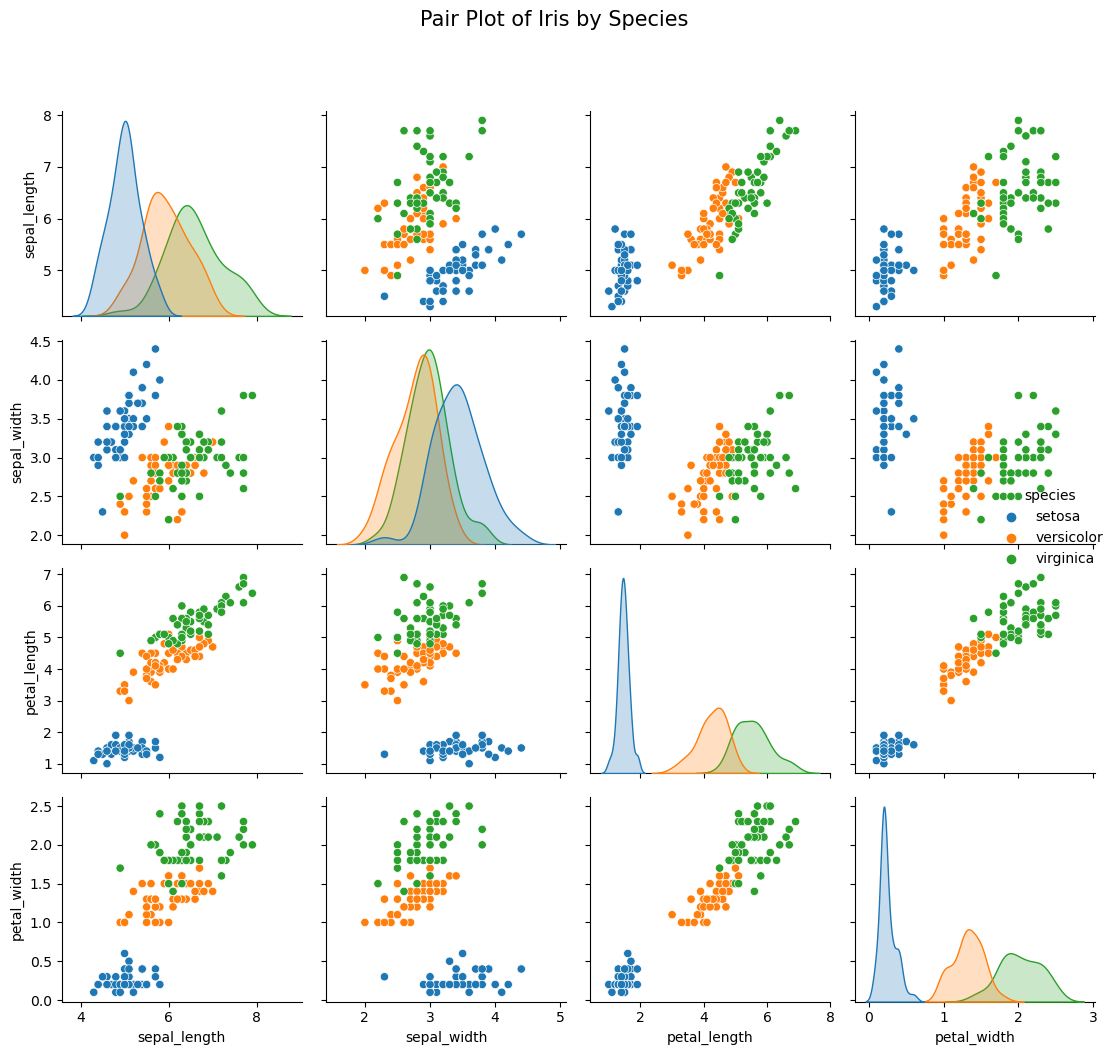 Pair Plot of Iris by Species
8
7
6
5
sepal_length
4.5
4.0
3.5
3.0
2.5
2.0
sepal_width
species
setosa
versicolor
virginica
7
6
5
4
3
2
1
petal_length
2.5
2.0
1.5
1.0
0.5
0.0
petal_width
4 6 8
2 3 4 5
2 4 6 8
0 1 2 3
sepal_length
sepal_width
petal_length
petal_width